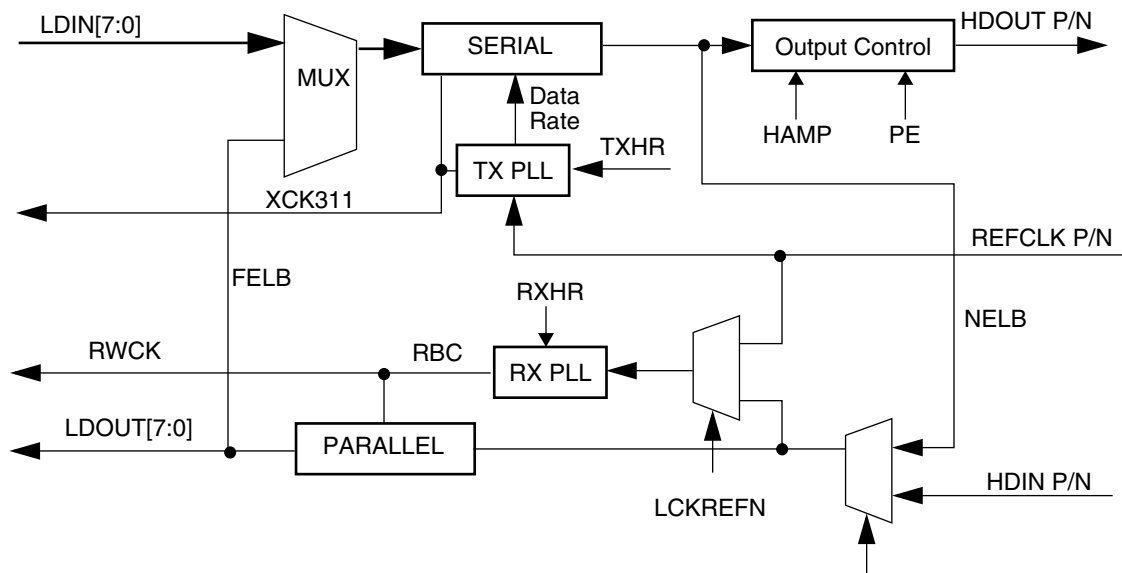 LDIN[7:0]
MUX
SERIAL
Output Control
HDOUT P/N
Data
Rate
HAMP
PE
TX PLL
TXHR
XCK311
REFCLK P/N
FELB
RXHR
NELB
RWCK
RBC
RX PLL
LDOUT[7:0]
PARALLEL
LCKREFN
HDIN P/N